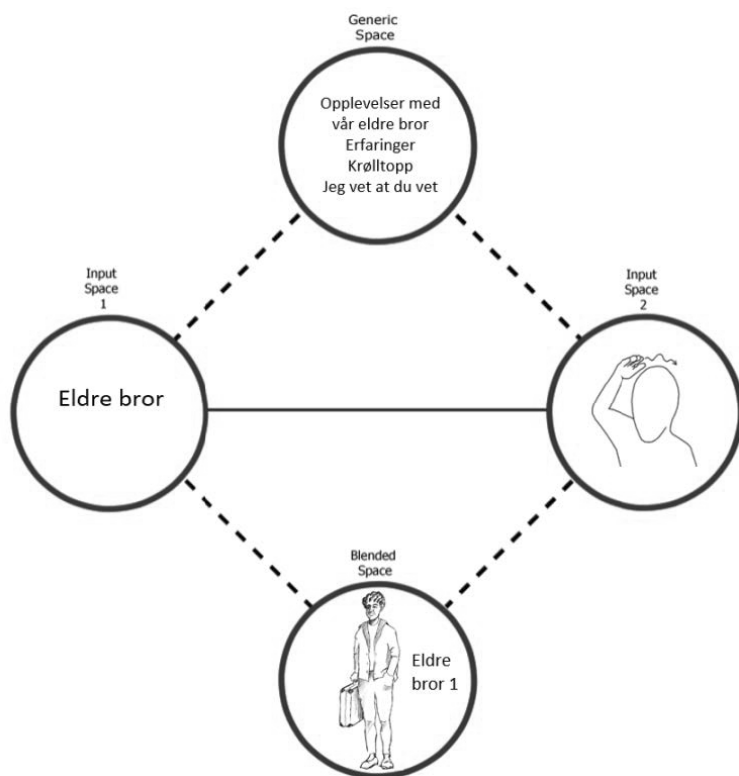 Generic
Space
Opplevelser med
vår eldre bror
Erfaringer
Krølltopp
Jeg vet at du vet
Input
Space
1
Input
Space
2
Eldre bror
Blended
Space
Eldre
bror 1